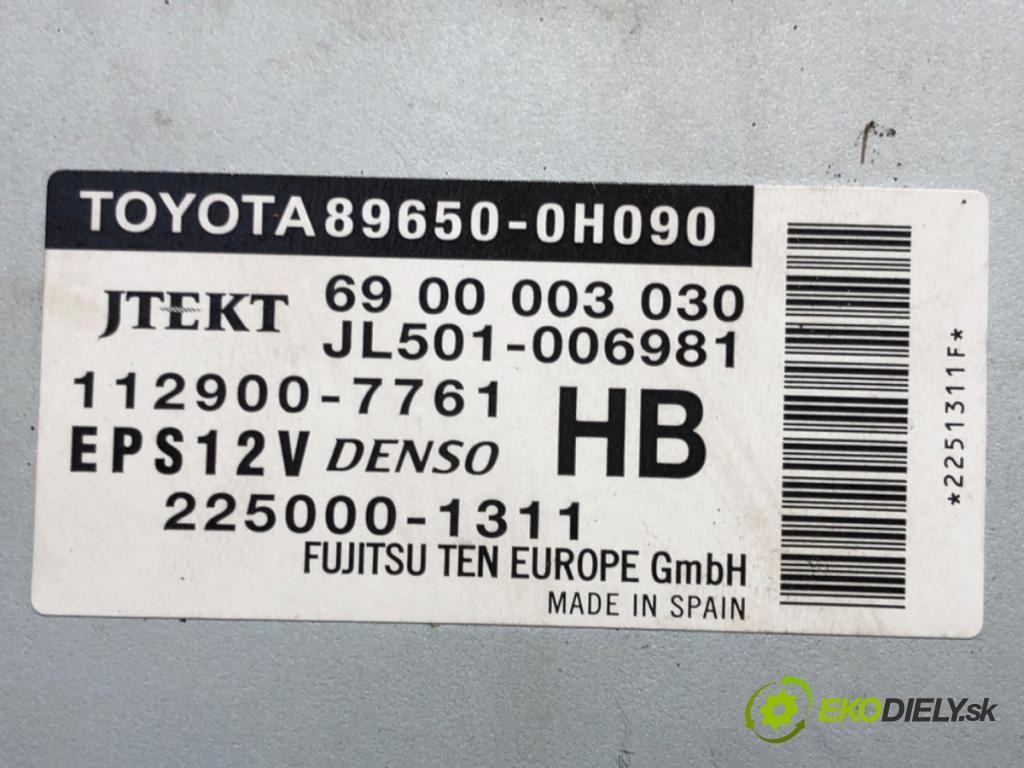 TOYOTA 89650-0H090
JTEKT 69 00 003 030
JL501-006981
112900-7761
HB
EPS12V DENSO
225000-1311
FUJITSU TEN EUROPE GmbH
MADE IN SPAIN
*2251311F*
EKODIELY.sk